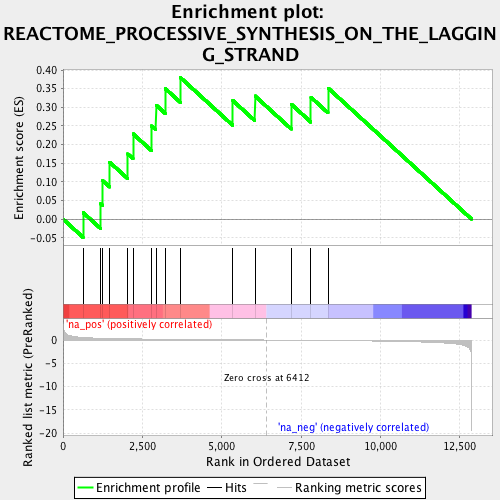 Enrichment plot:
REACTOME_PROCESSIVE_SYNTHESIS_ON_THE_LAGGIN
G_STRAND
Enrichment score (ES)
0.40
0.35
0.30
0.25
0.20
0.15
0.10
0.05
0.00
-0.05
'na_pos' (positively correlated)
Ranked list metric (PreRanked)
0
-5
-10
-15
-20
Zero cross at 6412
'na_neg' (negatively correlated)
0
2,500
5,000
7,500
10,000
12,500
Rank in Ordered Dataset
Enrichment profile
Hits
Ranking metric scores